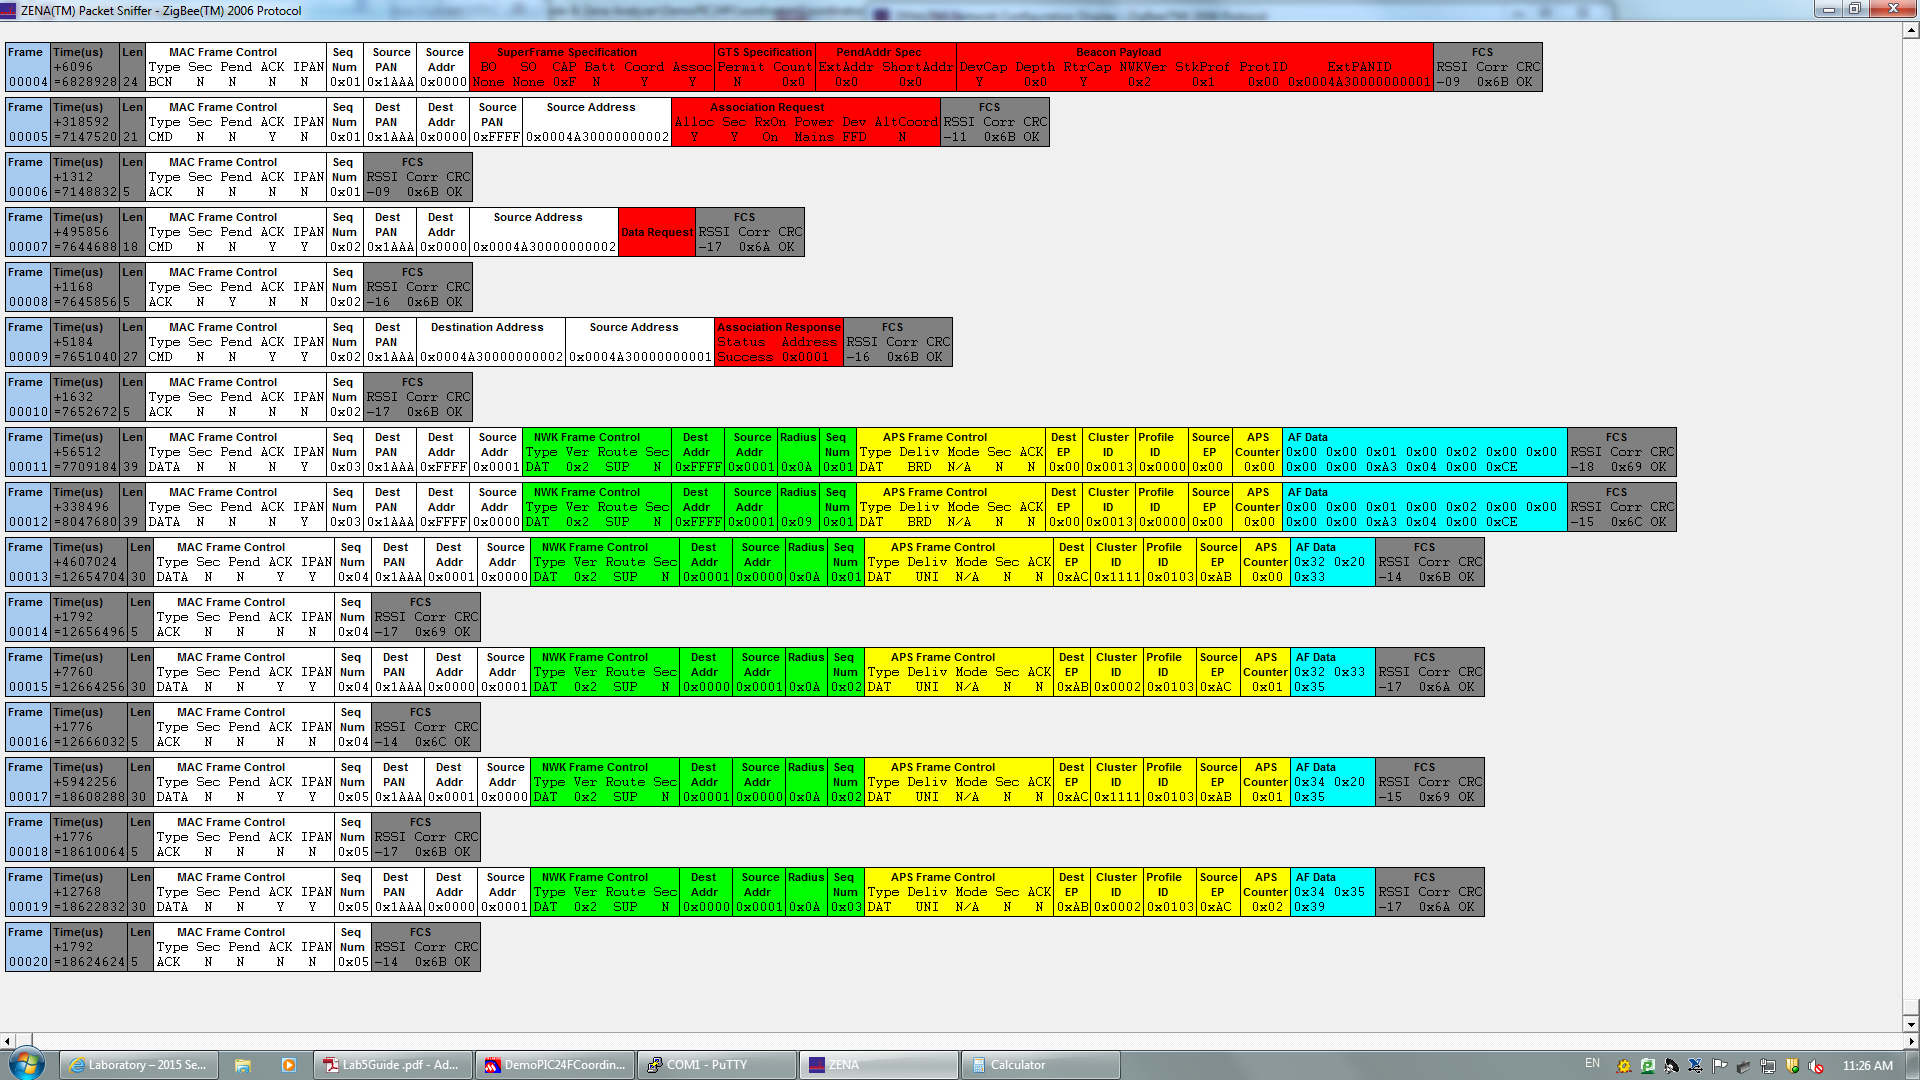 ZENA(TM) Packet Sniffer - ZigBee(TM) 2006 Protocol
Frame Time(us) Len MAC Frame Control Seq Source Source SuperFrame Specification GTS Specification PendAddr Spec Beacon Payload FCS
+6096 Type Sec Pend ACK IPAN Num PAN Addr BO SO CAP Batt Coord Assoc Permit Count ExtAddr ShortAddr DevCap Depth RtrCap NWKVer StkProf ProtID ExtPANID RSSI Corr CRC
00004 =6828928 24 BCN N N N N 0x01 0x1AAA 0x0000 None None 0xF N Y Y N 0x0 0x0 0x0 Y 0x0 Y 0x2 0x1 0x00 0x0004A30000000001 -09 0x6B OK
Frame Time(us) Len MAC Frame Control Seq Dest Dest Source Source Address Association Request FCS
+318592 Type Sec Pend ACK IPAN Num PAN Addr PAN Alloc Sec RxOn Power Dev AltCoord RSSI Corr CRC
00005 =7147520 21 CMD N N Y N 0x01 0x1AAA 0x0000 0xFFFF 0x0004A30000000002 Y Y On Mains FFD N -11 0x6B OK
Frame Time(us) Len MAC Frame Control Seq FCS
+1312 Type Sec Pend ACK IPAN Num RSSI Corr CRC
00006 =7148832 5 ACK N N N N 0x01 -09 0x6B OK
Frame Time(us) Len MAC Frame Control Seq Dest Dest Source Address FCS
+495856 Type Sec Pend ACK IPAN Num PAN Addr Data Request RSSI Corr CRC
00007 =7644688 18 CMD N N Y Y 0x02 0x1AAA 0x0000 0x0004A30000000002 -17 0x6A OK
Frame Time(us) Len MAC Frame Control Seq FCS
+1168 Type Sec Pend ACK IPAN Num RSSI Corr CRC
00008 =7645856 5 ACK N Y N N 0x02 -16 0x6B OK
Frame Time(us) Len MAC Frame Control Seq Dest Destination Address Source Address Association Response FCS
+5184 Type Sec Pend ACK IPAN Num PAN Status Address RSSI Corr CRC
00009 =7651040 27 CMD N N Y Y 0x02 0x1AAA 0x0004A30000000002 0x0004A30000000001 Success 0x0001 -16 0x6B OK
Frame Time(us) Len MAC Frame Control Seq FCS
+1632 Type Sec Pend ACK IPAN Num RSSI Corr CRC
00010 =7652672 5 ACK N N N N 0x02 -17 0x6B OK
Frame Time(us) Len MAC Frame Control Seq Dest Dest Source NWK Frame Control Dest Source Radius Seq APS Frame Control Dest Cluster Profile Source APS AF Data FCS
+56512 Type Sec Pend ACK IPAN Num PAN Addr Addr Type Ver Route Sec Addr Addr Num Type Deliv Mode Sec ACK EP ID ID EP Counter 0x00 0x00 0x01 0x00 0x02 0x00 0x00 RSSI Corr CRC
00011 =7709184 39 DATA N N N Y 0x03 0x1AAA 0xFFFF 0x0001 DAT 0x2 SUP N 0xFFFF 0x0001 0x0A 0x01 DAT BRD N/A N N 0x00 0x0013 0x0000 0x00 0x00 0x00 0x00 0xA3 0x04 0x00 0xCE -18 0x69 OK
Frame Time(us) Len MAC Frame Control Seq Dest Dest Source NWK Frame Control Dest Source Radius Seq APS Frame Control Dest Cluster Profile Source APS AF Data FCS
+338496 Type Sec Pend ACK IPAN Num PAN Addr Addr Type Ver Route Sec Addr Addr Num Type Deliv Mode Sec ACK EP ID ID EP Counter 0x00 0x00 0x01 0x00 0x02 0x00 0x00 RSSI Corr CRC
00012 =8047680 39 DATA N N N Y 0x03 0x1AAA 0xFFFF 0x0000 DAT 0x2 SUP N 0xFFFF 0x0001 0x09 0x01 DAT BRD N/A N N 0x00 0x0013 0x0000 0x00 0x00 0x00 0x00 0xA3 0x04 0x00 0xCE -15 0x6C OK
Frame Time(us) Len MAC Frame Control Seq Dest Dest Source NWK Frame Control Dest Source Radius Seq APS Frame Control Dest Cluster Profile Source APS AF Data FCS
+4607024 Type Sec Pend ACK IPAN Num PAN Addr Addr Type Ver Route Sec Addr Addr Num Type Deliv Mode Sec ACK EP ID ID EP Counter 0x32 0x20 RSSI Corr CRC
00013 =12654704 30 DATA N N Y Y 0x04 0x1AAA 0x0001 0x0000 DAT 0x2 SUP N 0x0001 0x0000 0x0A 0x01 DAT UNI N/A N N 0xAC 0x1111 0x0103 0xAB 0x00 0x33 -14 0x6B OK
Frame Time(us) Len MAC Frame Control Seq FCS
+1792 Type Sec Pend ACK IPAN Num RSSI Corr CRC
00014 =12656496 5 ACK N N N N 0x04 -17 0x69 OK
Frame Time(us) Len MAC Frame Control Seq Dest Dest Source NWK Frame Control Dest Source Radius Seq APS Frame Control Dest Cluster Profile Source APS AF Data FCS
+7760 Type Sec Pend ACK IPAN Num PAN Addr Addr Type Ver Route Sec Addr Addr Num Type Deliv Mode Sec ACK EP ID ID EP Counter 0x32 0x33 RSSI Corr CRC
00015 =12664256 30 DATA N N Y Y 0x04 0x1AAA 0x0000 0x0001 DAT 0x2 SUP N 0x0000 0x0001 0x0A 0x02 DAT UNI N/A N N 0xAB 0x0002 0x0103 0xAC 0x01 0x35 -17 0x6A OK
Frame Time(us) Len MAC Frame Control Seq FCS
+1776 Type Sec Pend ACK IPAN Num RSSI Corr CRC
00016 =12666032 5 ACK N N N N 0x04 -14 0x6C OK
Frame Time(us) Len MAC Frame Control Seq Dest Dest Source NWK Frame Control Dest Source Radius Seq APS Frame Control Dest Cluster Profile Source APS AF Data FCS
+5942256 Type Sec Pend ACK IPAN Num PAN Addr Addr Type Ver Route Sec Addr Addr Num Type Deliv Mode Sec ACK EP ID ID EP Counter 0x34 0x20 RSSI Corr CRC
00017 =18608288 30 DATA N N Y Y 0x05 0x1AAA 0x0001 0x0000 DAT 0x2 SUP N 0x0001 0x0000 0x0A 0x02 DAT UNI N/A N N 0xAC 0x1111 0x0103 0xAB 0x01 0x35 -15 0x69 OK
Frame Time(us) Len MAC Frame Control Seq FCS
+1776 Type Sec Pend ACK IPAN Num RSSI Corr CRC
00018 =18610064 5 ACK N N N N 0x05 -17 0x6B OK
Frame Time(us) Len MAC Frame Control Seq Dest Dest Source NWK Frame Control Dest Source Radius Seq APS Frame Control Dest Cluster Profile Source APS AF Data FCS
+12768 Type Sec Pend ACK IPAN Num PAN Addr Addr Type Ver Route Sec Addr Addr Num Type Deliv Mode Sec ACK EP ID ID EP Counter 0x34 0x35 RSSI Corr CRC
00019 =18622832 30 DATA N N Y Y 0x05 0x1AAA 0x0000 0x0001 DAT 0x2 SUP N 0x0000 0x0001 0x0A 0x03 DAT UNI N/A N N 0xAB 0x0002 0x0103 0xAC 0x02 0x39 -17 0x6A OK
Frame Time(us) Len MAC Frame Control Seq FCS
+1792 Type Sec Pend ACK IPAN Num RSSI Corr CRC
00020 =18624624 5 ACK N N N N 0x05 -14 0x6B OK
Laboratory – 2015 Se... Lab5Guide .pdf - Ad... DemoPIC24FCoordin... COM1 - PuTTY ZENA Calculator EN 11:26 AM